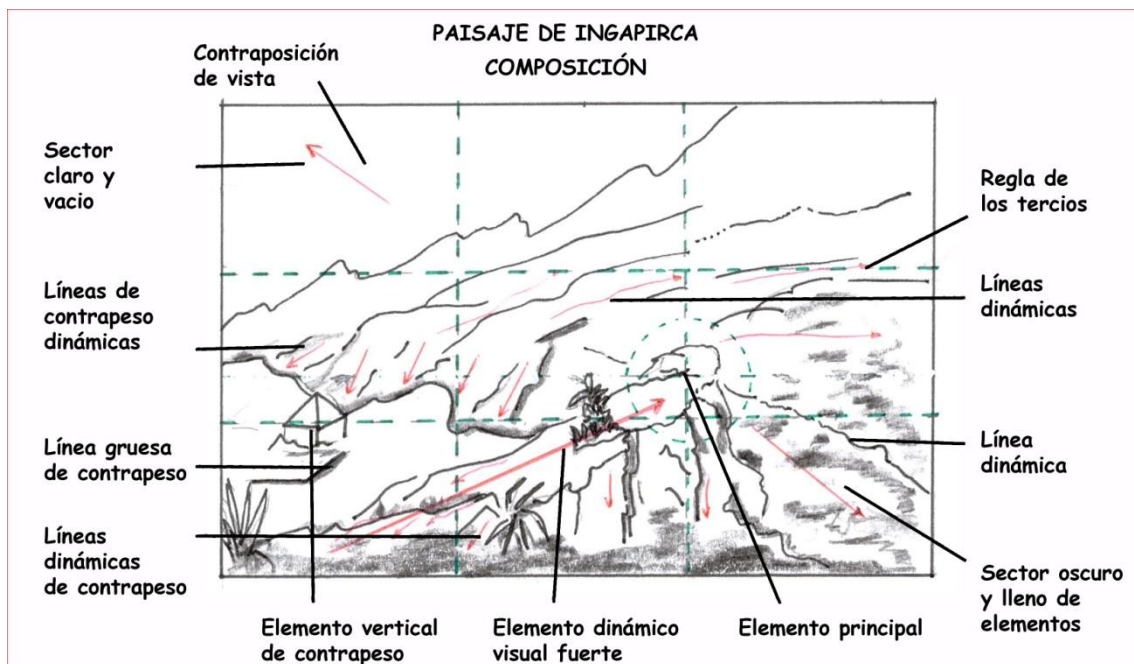 PAISAJE DE INGAPIRCA
COMPOSICIÓN
Contraposición
de vista
Sector
claro y
vacio
Regla de
los tercios
Líneas de
contrapeso
dinámicas
Líneas
dinámicas
Línea gruesa
de contrapeso
Línea
dinámica
Líneas
dinámicas
de contrapeso
Sector oscuro
y lleno de
elementos
Elemento vertical
de contrapeso
Elemento dinámico
visual fuerte
Elemento principal